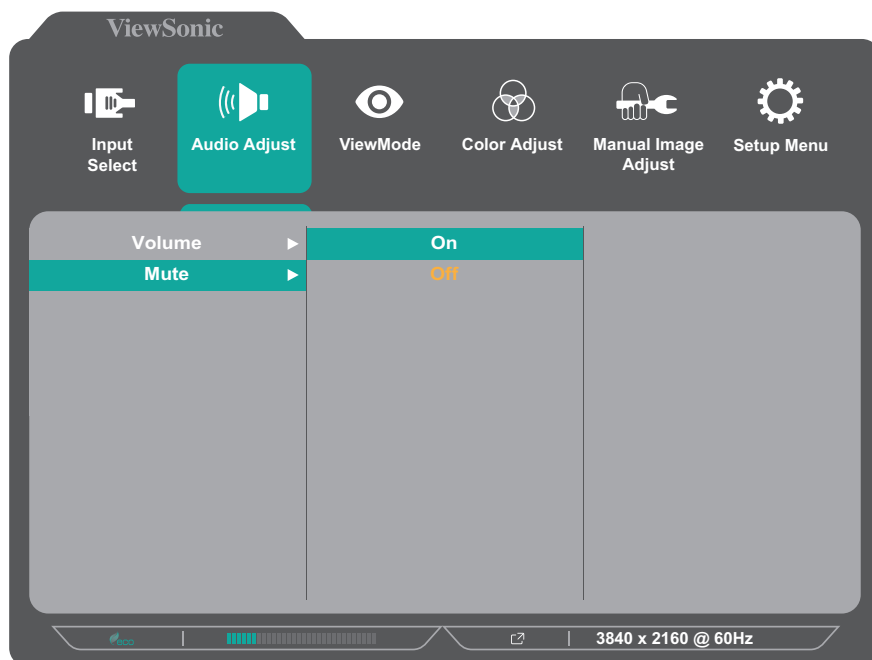 ViewSonic
Input
Select
Audio Adjust
ViewMode
Color Adjust
Manual Image
Adjust
Setup Menu
Volume
On
Mute
Off
eco
3840 x 2160 @ 60Hz